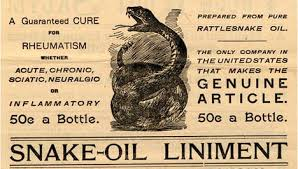 A Guaranteed CURE
FOR
RHEUMATISM
WHETHER
ACUTE, CHRONIC,
SCIATIC, NEURALGIC
OR
INFLAMMATORY
50c a Bottle.
PREPARED FROM PURE
RATTLESNAKE OIL.
THE ONLY COMPANY IN
THE UNITED STATES
THAT MAKES THE
GENUINE
ARTICLE.
50c a Bottle.
SNAKE-OIL LINIMENT